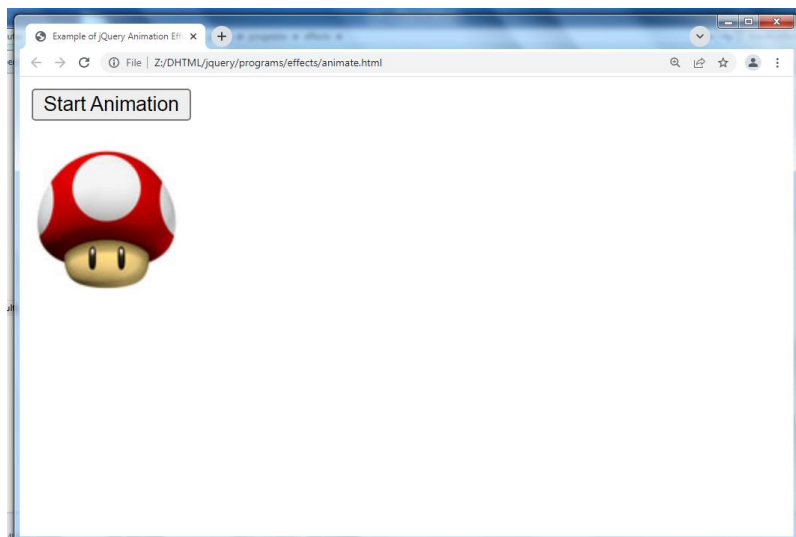 Example of jQuery Animation Eff
File | Z:/DHTML/jquery/programs/effects/animate.html
Start Animation